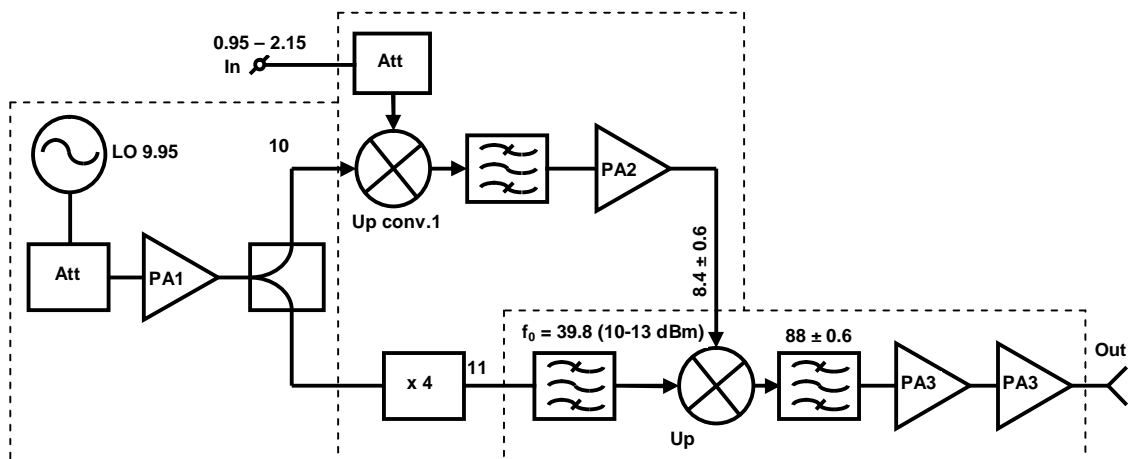 0.95 – 2.15
In
Att
LO 9.95
10
PA2
Up conv.1
Att
PA1
8.4 ± 0.6
f₀ = 39.8 (10-13 dBm)
88 ± 0.6
Out
x 4
11
PA3
PA3
Up